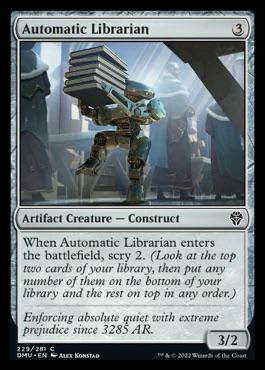 Automatic Librarian 3
Artifact Creature — Construct
When Automatic Librarian enters
the battlefield, scry 2. (Look at the top
two cards of your library, then put any
number of them on the bottom of your
library and the rest on top in any order.)
Enforcing absolute quiet with extreme
prejudice since 3285 AR.
3/2
229/281 C
DMU • EN Alex Konstad ™ & © 2022 Wizards of the Coast